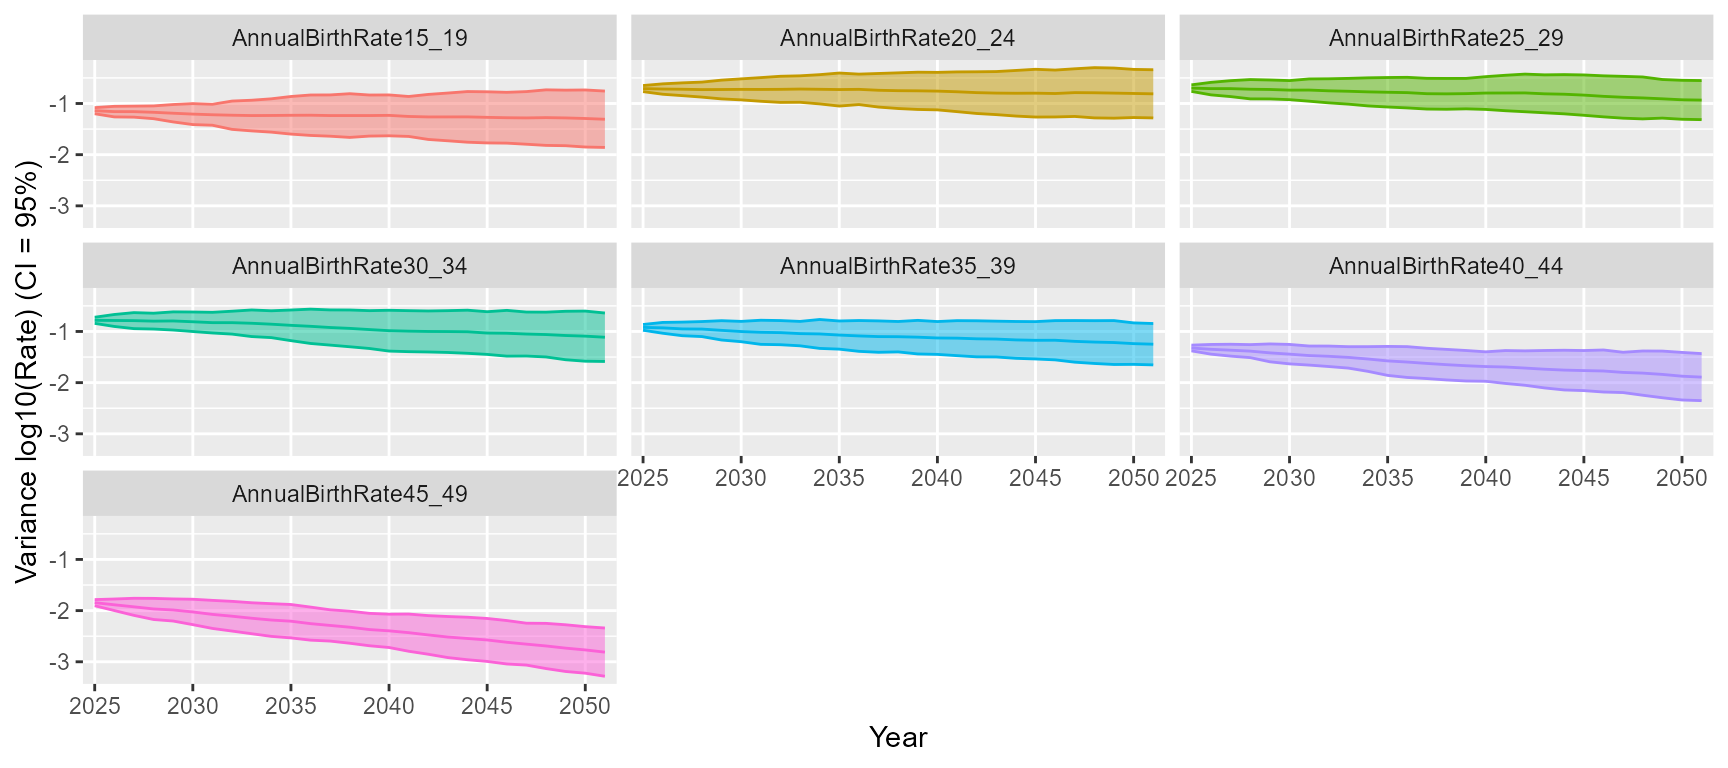 AnnualBirthRate15_19 AnnualBirthRate20_24 AnnualBirthRate25_29
-1
-2
-3
AnnualBirthRate30_34 AnnualBirthRate35_39 AnnualBirthRate40_44
-1
-2
-3
2025 2030 2035 2040 2045 2050 2025 2030 2035 2040 2045 2050
AnnualBirthRate45_49
-1
-2
-3
2025 2030 2035 2040 2045 2050
Year
Variance log10(Rate) (CI = 95%)